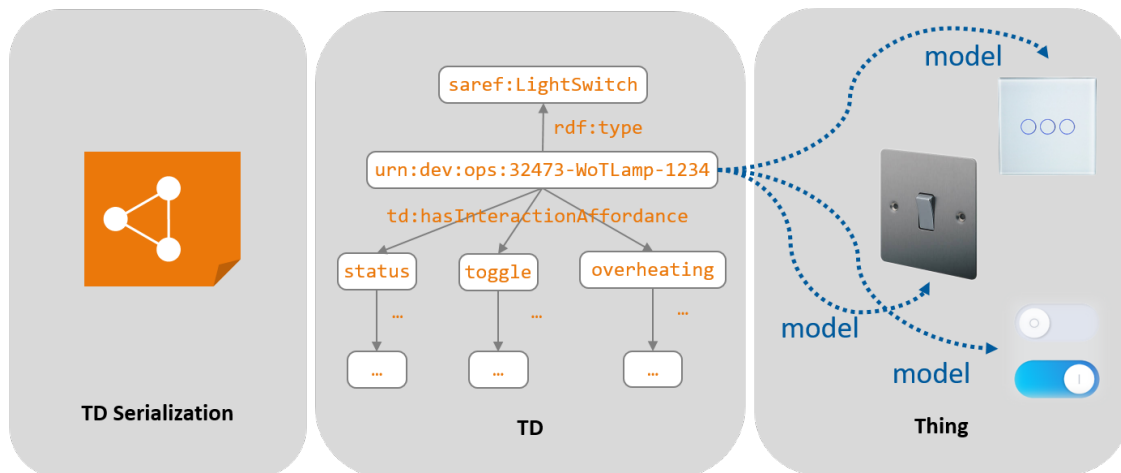 saref:LightSwitch
rdf:type
urn:dev:ops:32473-WoTLamp-1234
td:hasInteractionAffordance
status
toggle
overheating
…
…
…
…
…
…
TD Serialization
TD
model
model
model
Thing